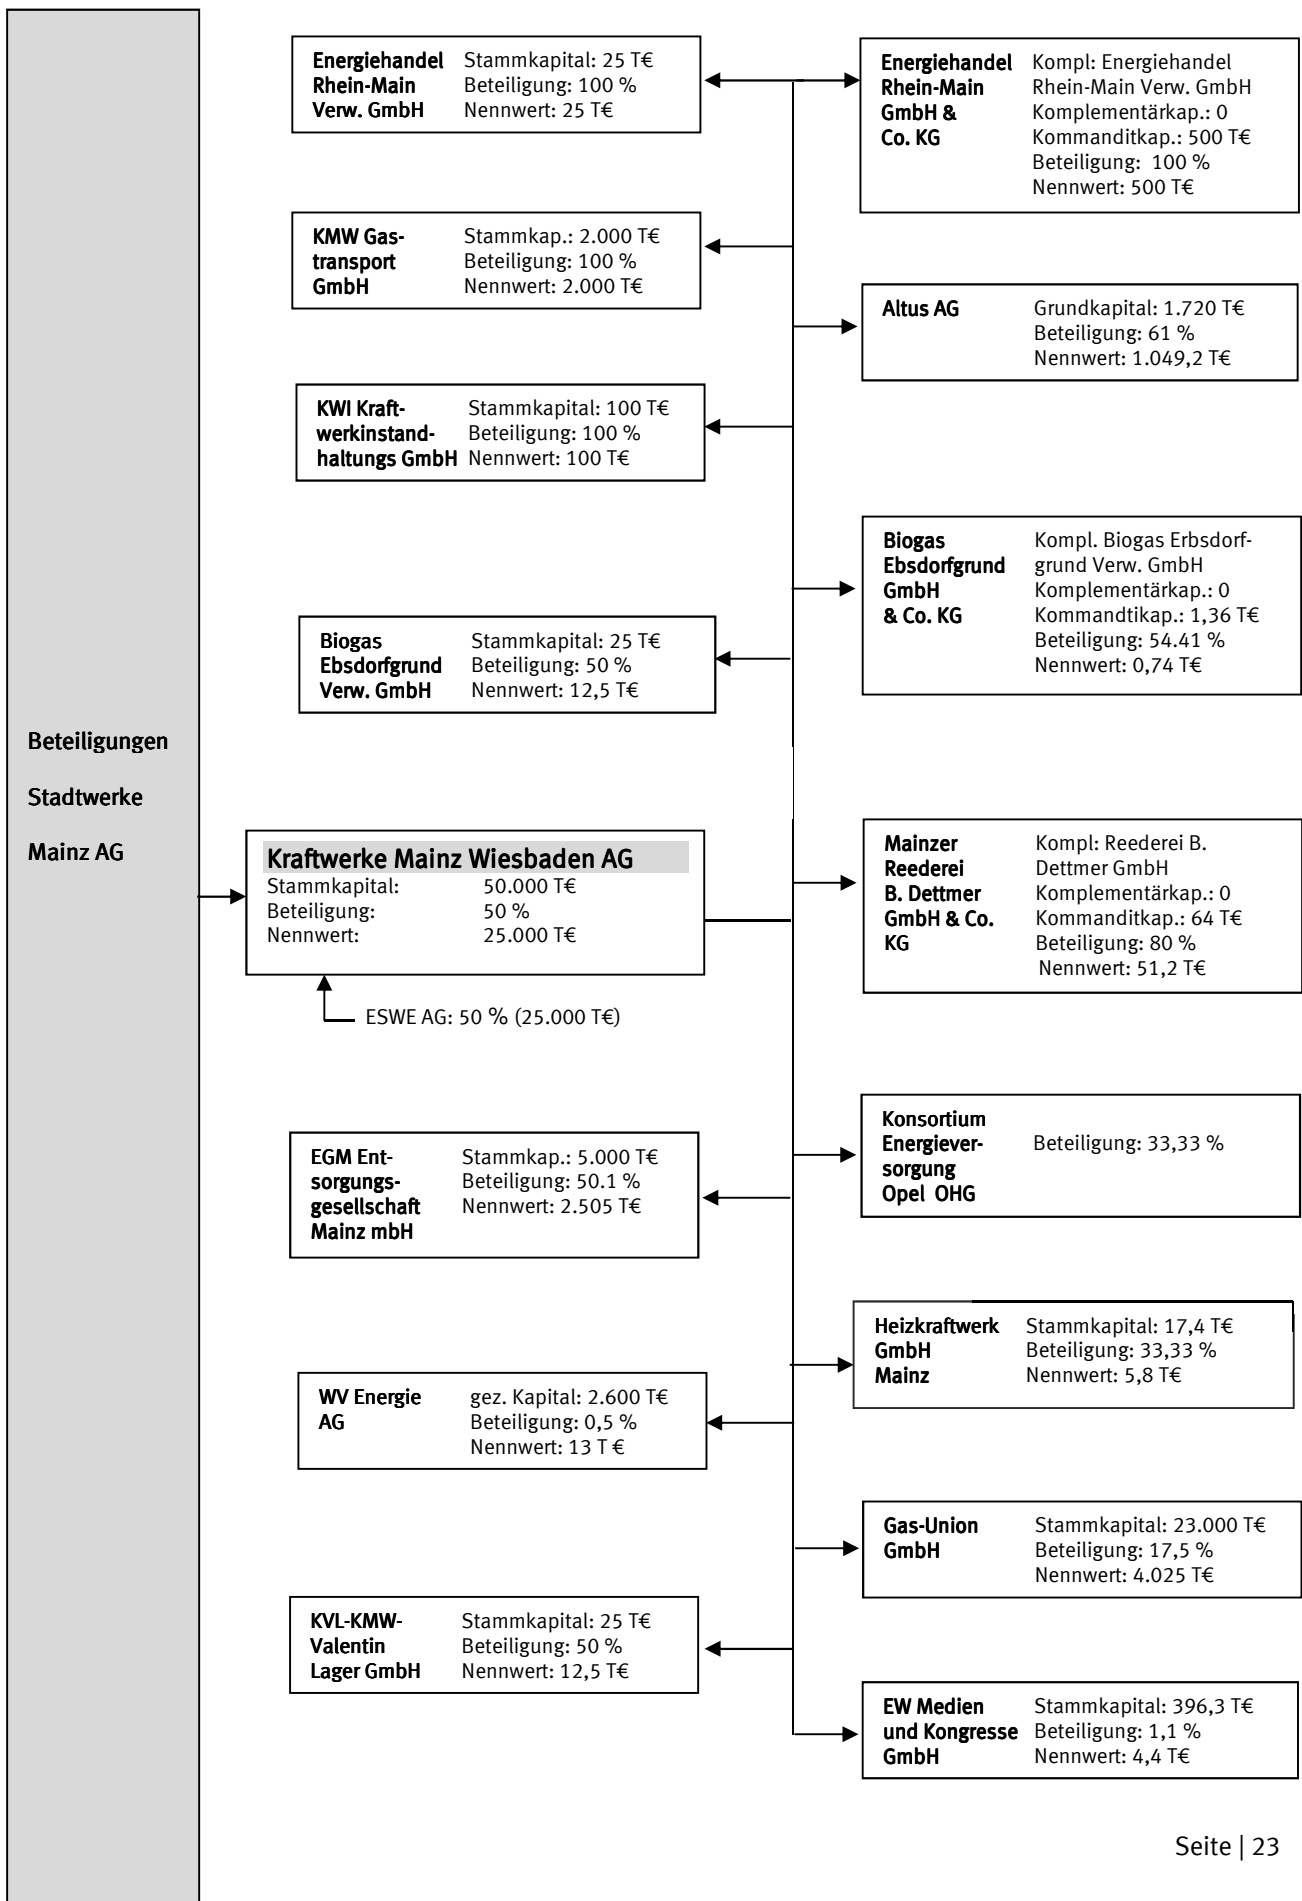 Beteiligungen
Stadtwerke
Mainz AG
Energiehandel Stammkapital: 25 T€
Rhein-Main Beteiligung: 100 %
Verw. GmbH Nennwert: 25 T€
Energiehandel Kompl: Energiehandel
Rhein-Main Rhein-Main Verw. GmbH
GmbH & Komplementärkap.: 0
Co. KG Kommanditkap.: 500 T€
Beteiligung: 100 %
Nennwert: 500 T€
KMW Gas- Stammkap.: 2.000 T€
transport Beteiligung: 100 %
GmbH Nennwert: 2.000 T€
Altus AG Grundkapital: 1.720 T€
Beteiligung: 61 %
Nennwert: 1.049,2 T€
KWI Kraft- Stammkapital: 100 T€
werkinstand- Beteiligung: 100 %
haltungs GmbH Nennwert: 100 T€
Biogas Kompl. Biogas Erbsdorf-
Ebsdorfgrund grund Verw. GmbH
GmbH Komplementärkap.: 0
& Co. KG Kommandtikap.: 1,36 T€
Beteiligung: 54.41 %
Nennwert: 0,74 T€
Biogas Stammkapital: 25 T€
Ebsdorfgrund Beteiligung: 50 %
Verw. GmbH Nennwert: 12,5 T€
Kraftwerke Mainz Wiesbaden AG
Stammkapital: 50.000 T€
Beteiligung: 50 %
Nennwert: 25.000 T€
ESWE AG: 50 % (25.000 T€)
Mainzer Kompl: Reederei B.
Reederei Dettmer GmbH
B. Dettmer Komplementärkap.: 0
GmbH & Co. Kommanditkap.: 64 T€
KG Beteiligung: 80 %
Nennwert: 51,2 T€
Konsortium
Energiever- Beteiligung: 33,33 %
sorgung
Opel OHG
EGM Ent- Stammkap.: 5.000 T€
sorgungs- Beteiligung: 50.1 %
gesellschaft Nennwert: 2.505 T€
Mainz mbH
Heizkraftwerk Stammkapital: 17,4 T€
GmbH Beteiligung: 33,33 %
Mainz Nennwert: 5,8 T€
WV Energie gez. Kapital: 2.600 T€
AG Beteiligung: 0,5 %
Nennwert: 13 T €
Gas-Union Stammkapital: 23.000 T€
GmbH Beteiligung: 17,5 %
Nennwert: 4.025 T€
KVL-KMW- Stammkapital: 25 T€
Valentin Beteiligung: 50 %
Lager GmbH Nennwert: 12,5 T€
EW Medien Stammkapital: 396,3 T€
und Kongresse Beteiligung: 1,1 %
GmbH Nennwert: 4,4 T€
Seite | 23